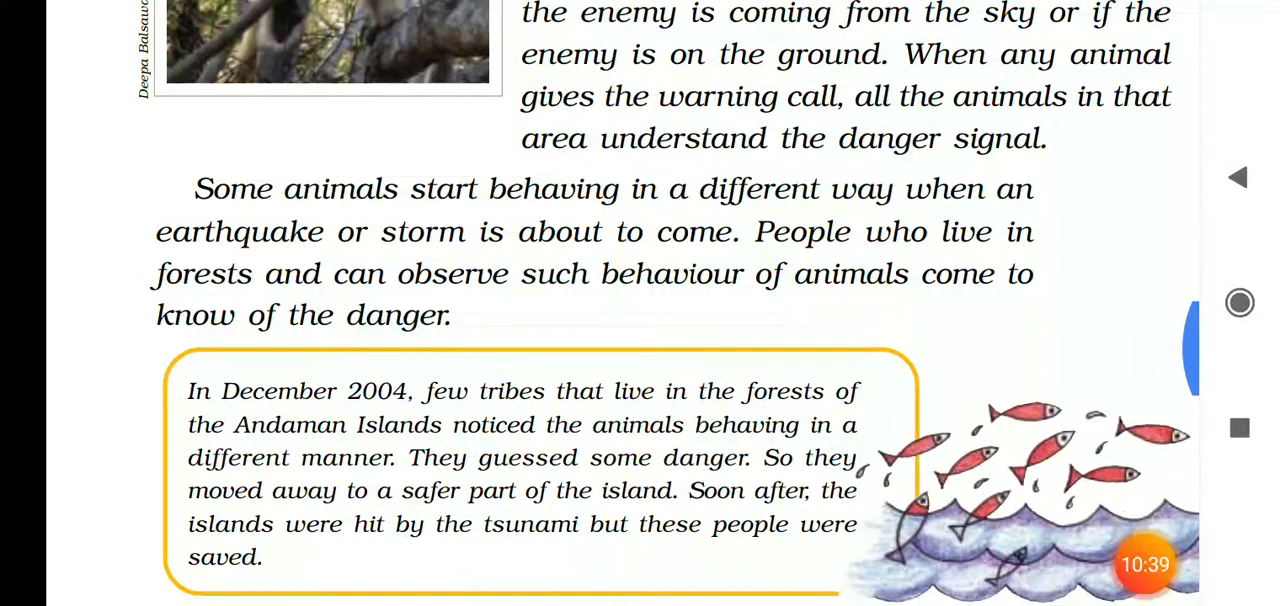 Deepa Balsawa
the enemy is coming from the sky or if the
enemy is on the ground. When any animal
gives the warning call, all the animals in that
area understand the danger signal.
Some animals start behaving in a different way when an
earthquake or storm is about to come. People who live in
forests and can observe such behaviour of animals come to
know of the danger.
In December 2004, few tribes that live in the forests of
the Andaman Islands noticed the animals behaving in a
different manner. They guessed some danger. So they
moved away to a safer part of the island. Soon after, the
islands were hit by the tsunami but these people were
saved.
10:39